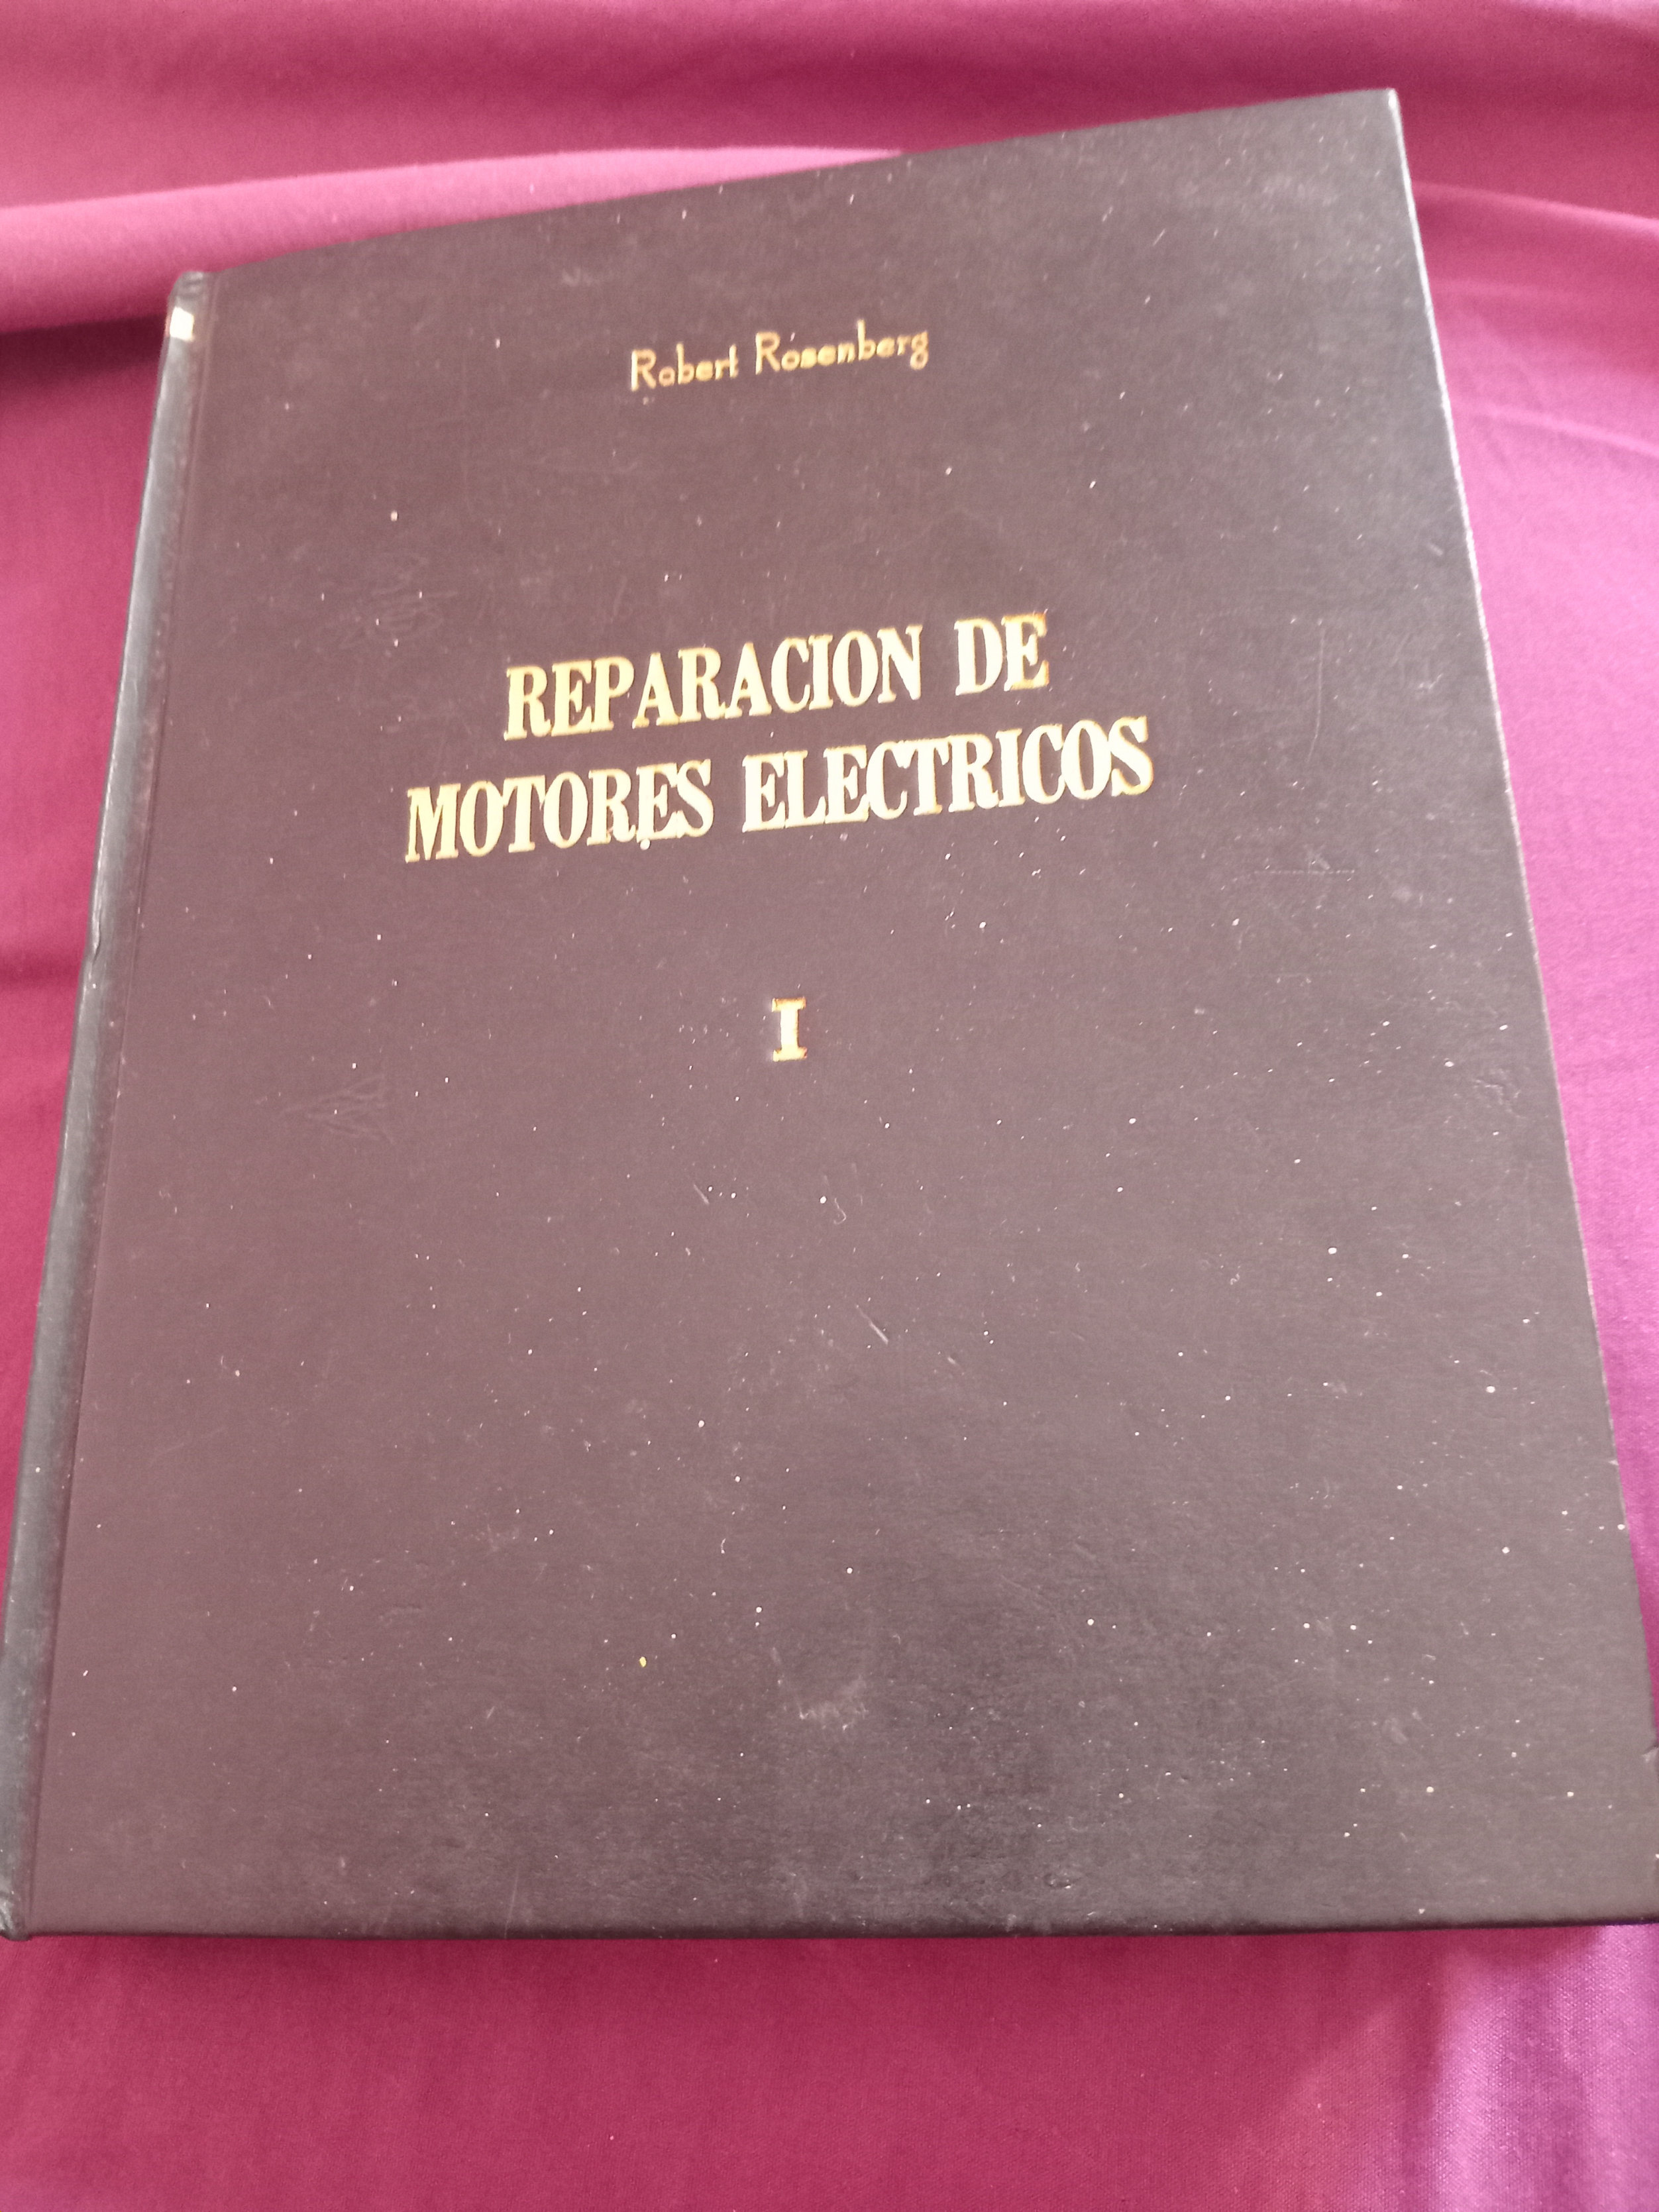 Robert Rosenberg
REPARACION DE
MOTORES ELECTRICOS
I